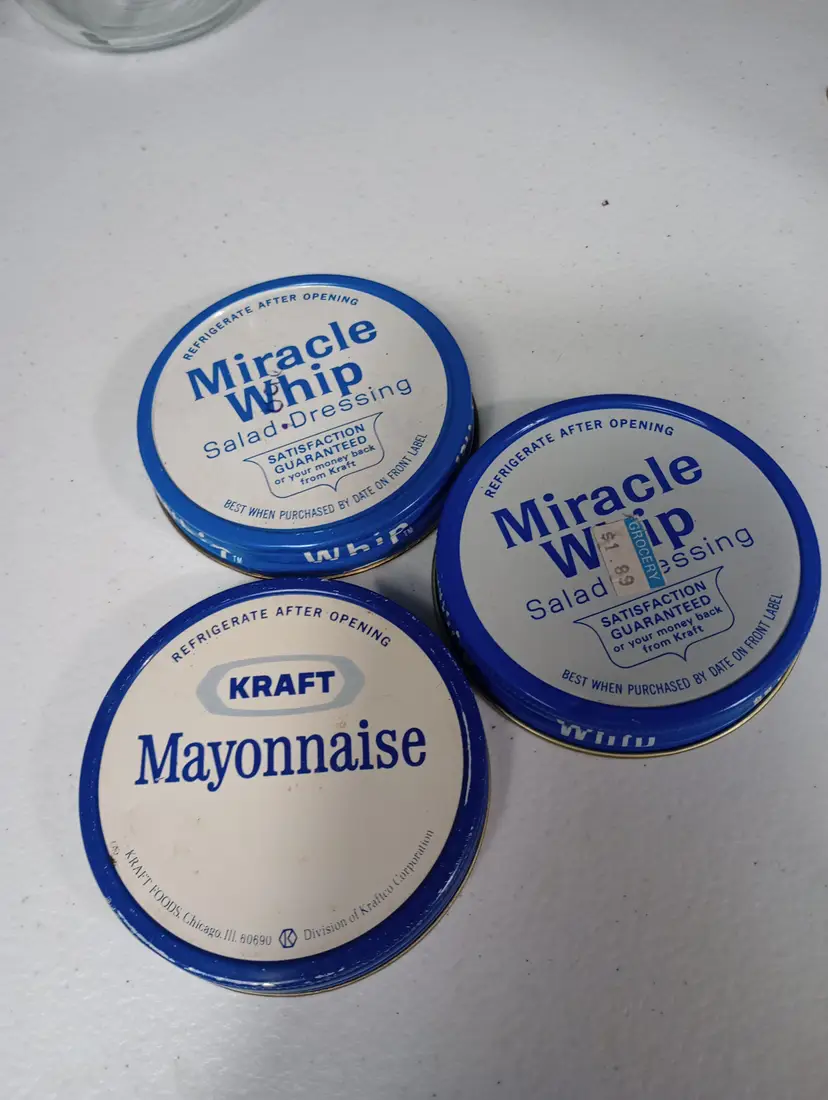 REFRIGERATE AFTER OPENING
Miracle
Whip
Salad Dressing
SATISFACTION
GUARANTEED
or your money back
from Kraft
BEST WHEN PURCHASED BY DATE ON FRONT LABEL
Whip™
REFRIGERATE AFTER OPENING
Miracle
Whip
Salad Dressing
GROCERY
$1.89
SATISFACTION
GUARANTEED
or your money back
from Kraft
BEST WHEN PURCHASED BY DATE ON FRONT LABEL
REFRIGERATE AFTER OPENING
KRAFT
Mayonnaise
KRAFT FOODS, Chicago, Ill. 60690 K Division of Kraftco Corporation